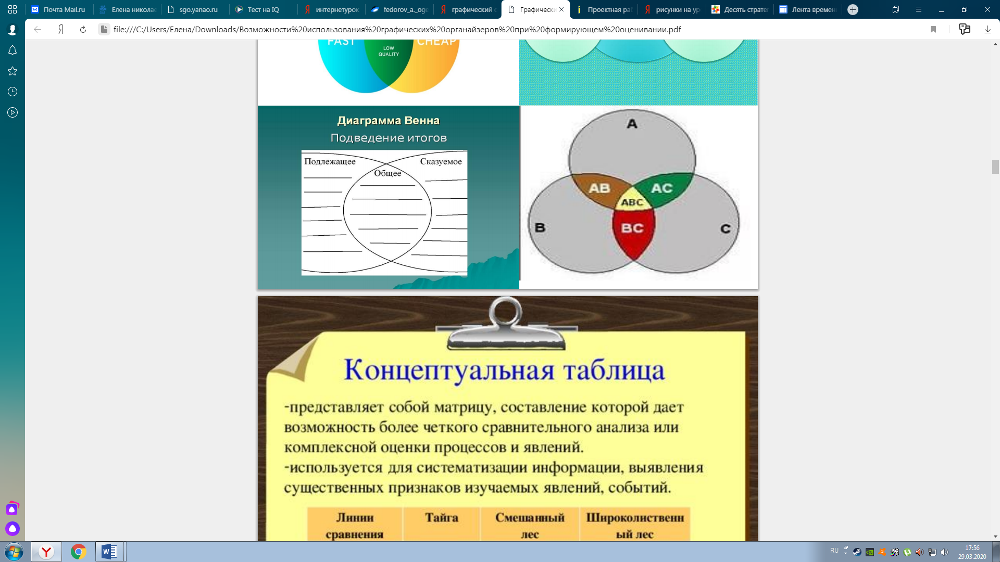 Почта Mail.ru
Елена николае
sgo.yanao.ru
Тест на IQ
интернетурок
fedorov_a._oge
графический с
Графически
Проектная ра
рисунки на ур
Десять страте
Лента времен
file:///C:/Users/Елена/Downloads/Возможности%20использования%20графических%20органайзеров%20при%20формирующем%20оценивании.pdf
FAST
CHEAP
LOW
QUALITY
Диаграмма Венна
Подведение итогов
Подлежащее
Сказуемое
Общее
A
AB
AC
ABC
B
BC
C
Концептуальная таблица
-представляет собой матрицу, составление которой дает
возможность более четкого сравнительного анализа или
комплексной оценки процессов и явлений.
-используется для систематизации информации, выявления
существенных признаков изучаемых явлений, событий.
Линии
сравнения
Тайга
Смешанный
лес
Широколиственн
ый лес
RU
17:56
29.03.2020